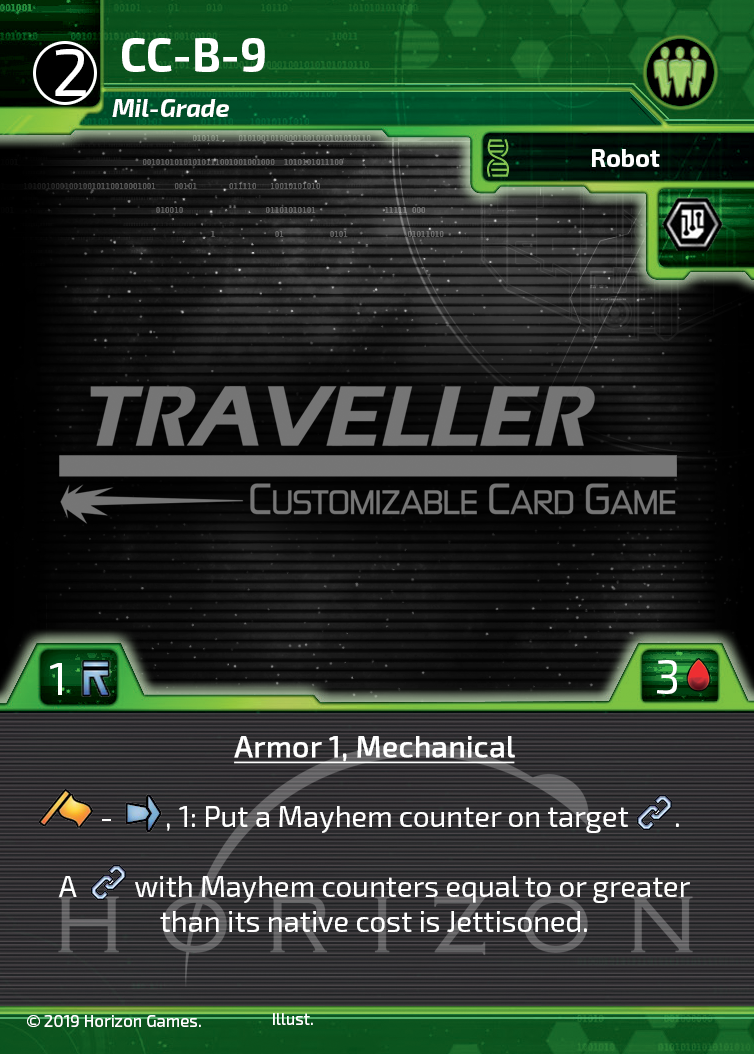 2
CC-B-9
Mil-Grade
Robot
TRAVELLER
CUSTOMIZABLE CARD GAME
1
3
Armor 1, Mechanical
- , 1: Put a Mayhem counter on target .
A with Mayhem counters equal to or greater
than its native cost is Jettisoned.
HORIZON
© 2019 Horizon Games. Illust.